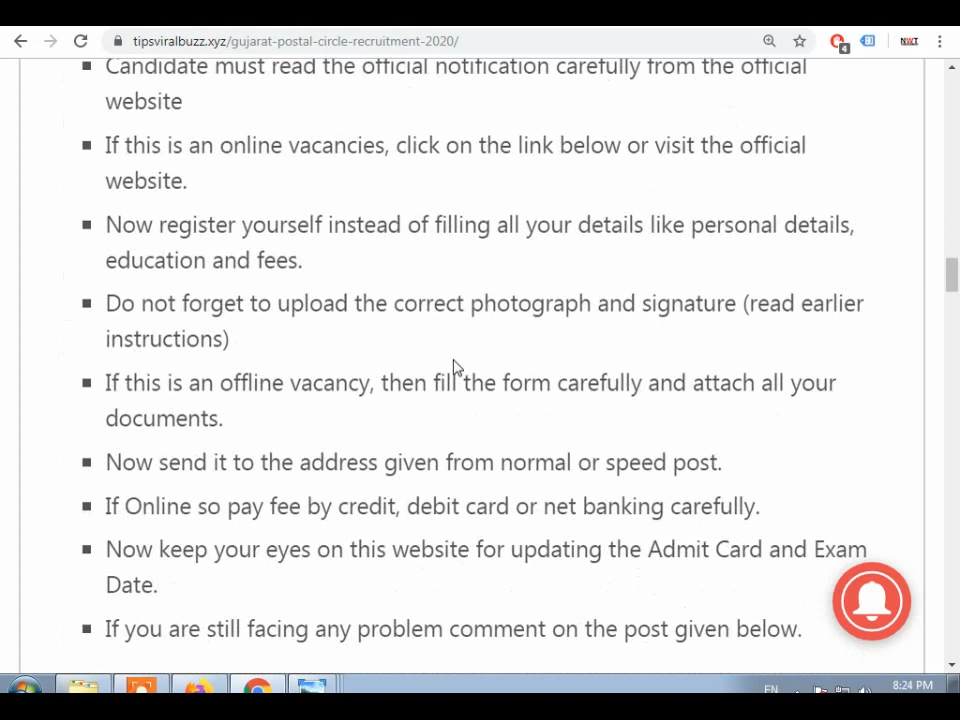 tipsviralbuzz.xyz/gujarat-postal-circle-recruitment-2020/
4
NWT
Candidate must read the official notification carefully from the official
website
If this is an online vacancies, click on the link below or visit the official
website.
Now register yourself instead of filling all your details like personal details,
education and fees.
Do not forget to upload the correct photograph and signature (read earlier
instructions)
If this is an offline vacancy, then fill the form carefully and attach all your
documents.
Now send it to the address given from normal or speed post.
If Online so pay fee by credit, debit card or net banking carefully.
Now keep your eyes on this website for updating the Admit Card and Exam
Date.
If you are still facing any problem comment on the post given below.
EN
8:24 PM